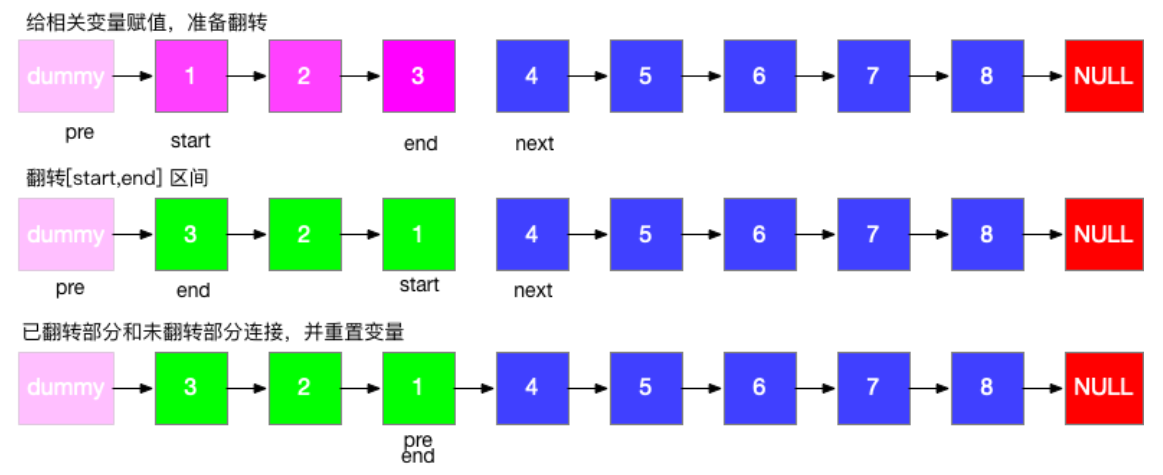 给相关变量赋值，准备翻转
dummy 1 2 3 4 5 6 7 8 NULL
pre start end next
翻转[start,end] 区间
dummy 3 2 1 4 5 6 7 8 NULL
pre end start next
已翻转部分和未翻转部分连接，并重置变量
dummy 3 2 1 4 5 6 7 8 NULL
pre
end